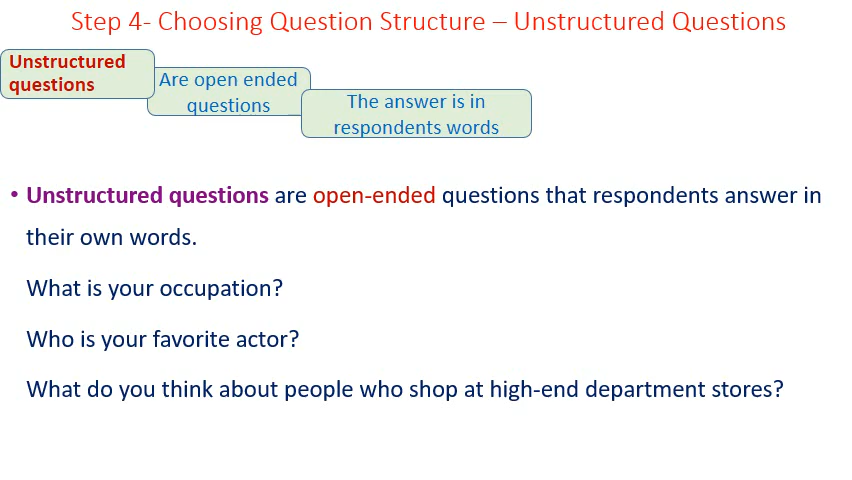 Step 4- Choosing Question Structure – Unstructured Questions
Unstructured
questions
Are open ended
questions
The answer is in
respondents words
• Unstructured questions are open-ended questions that respondents answer in
their own words.
What is your occupation?
Who is your favorite actor?
What do you think about people who shop at high-end department stores?